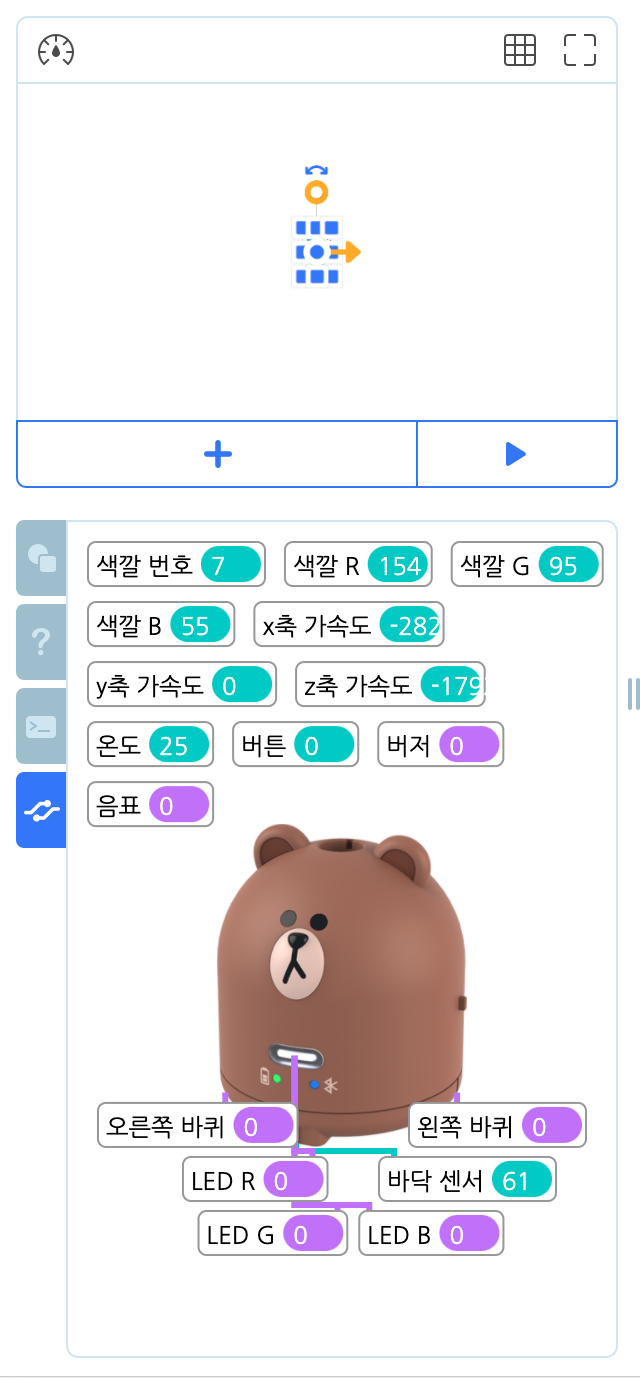 색깔 번호 7 색깔 R 154 색깔 G 95
색깔 B 55 x축 가속도 -282
y축 가속도 0 z축 가속도 -179
온도 25 버튼 0 버저 0
음표 0
오른쪽 바퀴 0 왼쪽 바퀴 0
LED R 0 바닥 센서 61
LED G 0 LED B 0